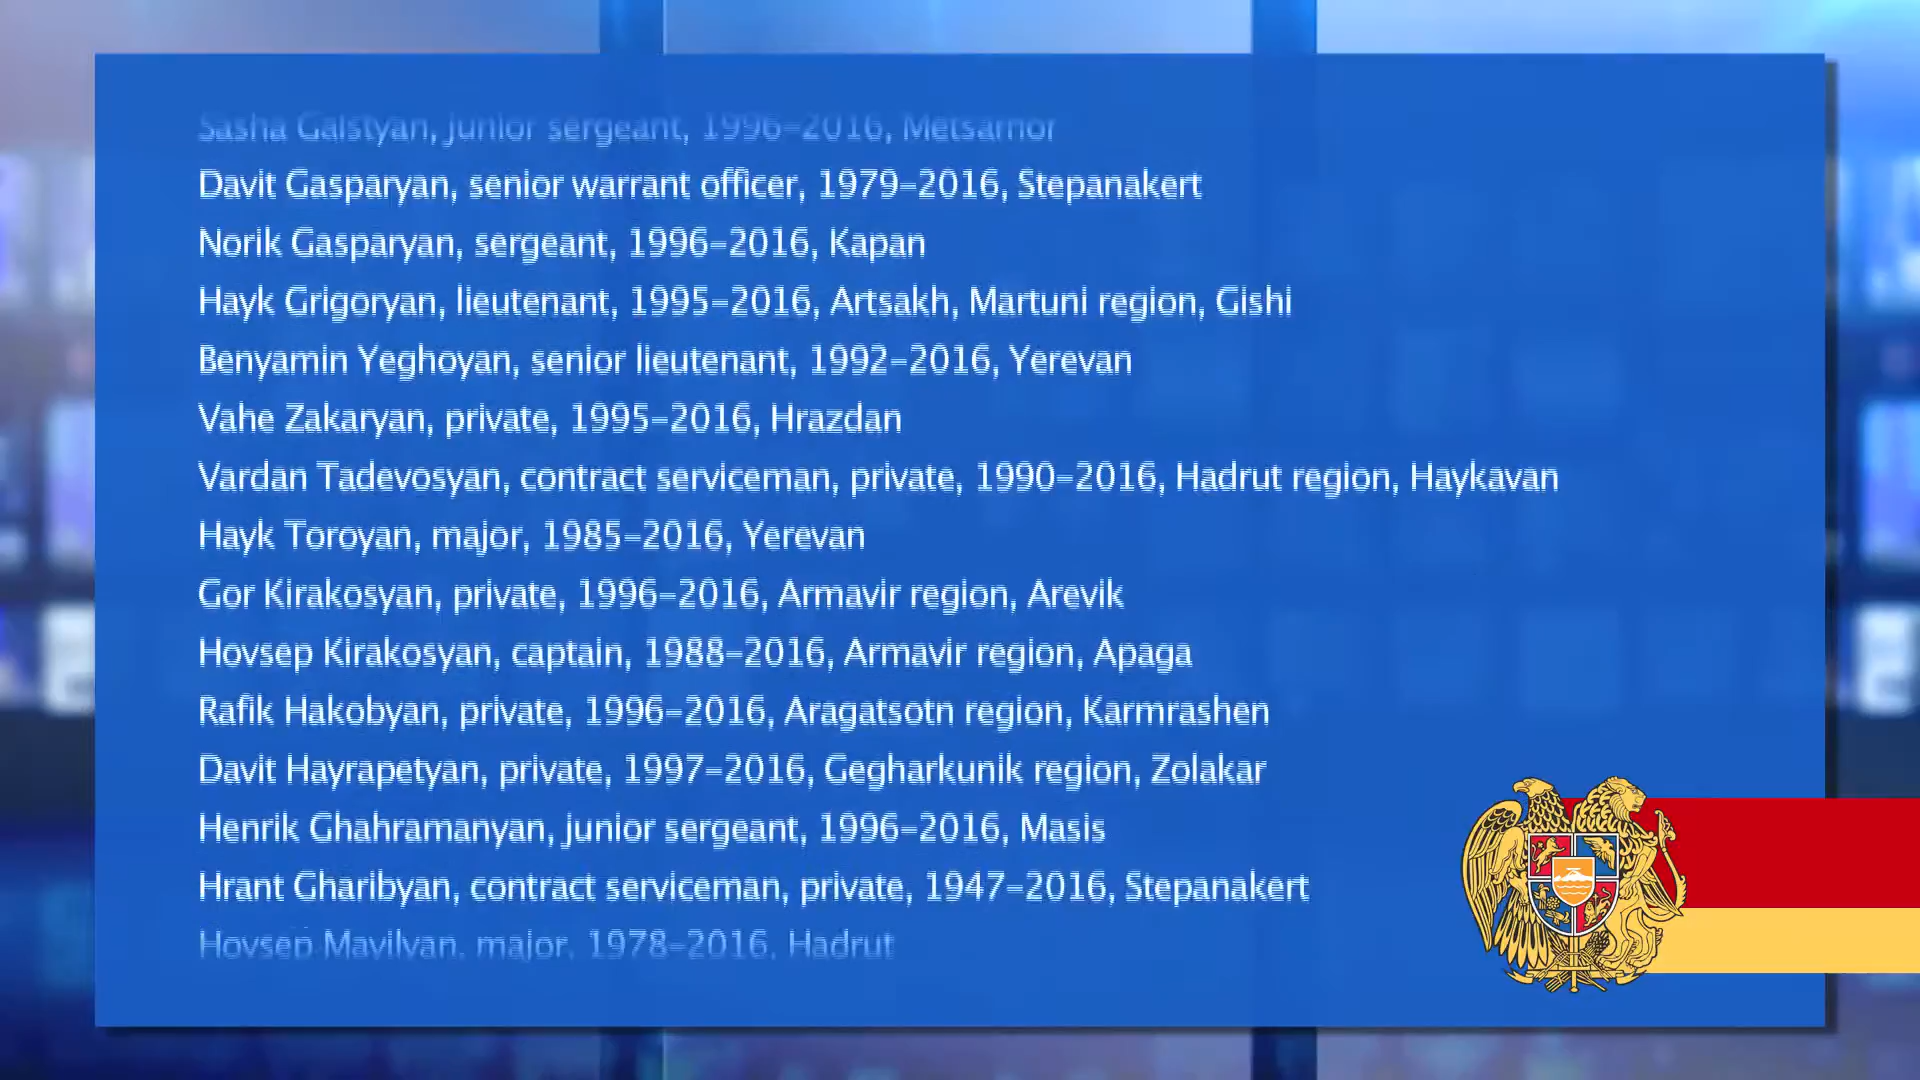 Sasha Galstyan, junior sergeant, 1996–2016, Metsamor
Davit Gasparyan, senior warrant officer, 1979–2016, Stepanakert
Norik Gasparyan, sergeant, 1996–2016, Kapan
Hayk Grigoryan, lieutenant, 1995–2016, Artsakh, Martuni region, Gishi
Benyamin Yeghoyan, senior lieutenant, 1992–2016, Yerevan
Vahe Zakaryan, private, 1995–2016, Hrazdan
Vardan Tadevosyan, contract serviceman, private, 1990–2016, Hadrut region, Haykavan
Hayk Toroyan, major, 1985–2016, Yerevan
Gor Kirakosyan, private, 1996–2016, Armavir region, Arevik
Hovsep Kirakosyan, captain, 1988–2016, Armavir region, Apaga
Rafik Hakobyan, private, 1996–2016, Aragatsotn region, Karmrashen
Davit Hayrapetyan, private, 1997–2016, Gegharkunik region, Zolakar
Henrik Ghahramanyan, junior sergeant, 1996–2016, Masis
Hrant Gharibyan, contract serviceman, private, 1947–2016, Stepanakert
Hovsep Mavilyan, major, 1978–2016, Hadrut